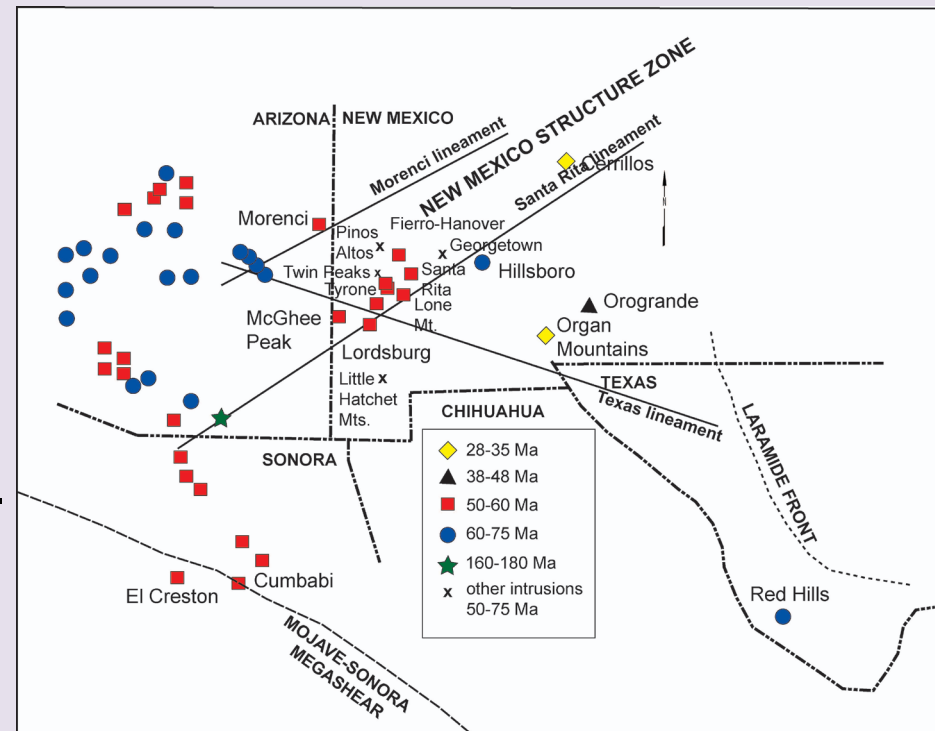 NEW MEXICO STRUCTURE ZONE
ARIZONA
NEW MEXICO
Morenci lineament
Santa Rita lineament
Cerrillos
N
Morenci
Pinos
Altos
Fierro-Hanover
Georgetown
Twin Peaks
Tyrone
Santa
Rita
Hillsboro
Lone
Mt.
McGhee
Peak
Lordsburg
Orogrande
Organ
Mountains
Little
Hatchet
Mts.
TEXAS
Texas lineament
CHIHUAHUA
SONORA
LARAMIDE FRONT
28-35 Ma
38-48 Ma
50-60 Ma
60-75 Ma
160-180 Ma
x other intrusions
50-75 Ma
El Creston
Cumbabi
Red Hills
MOJAVE-SONORA
MEGASHEAR